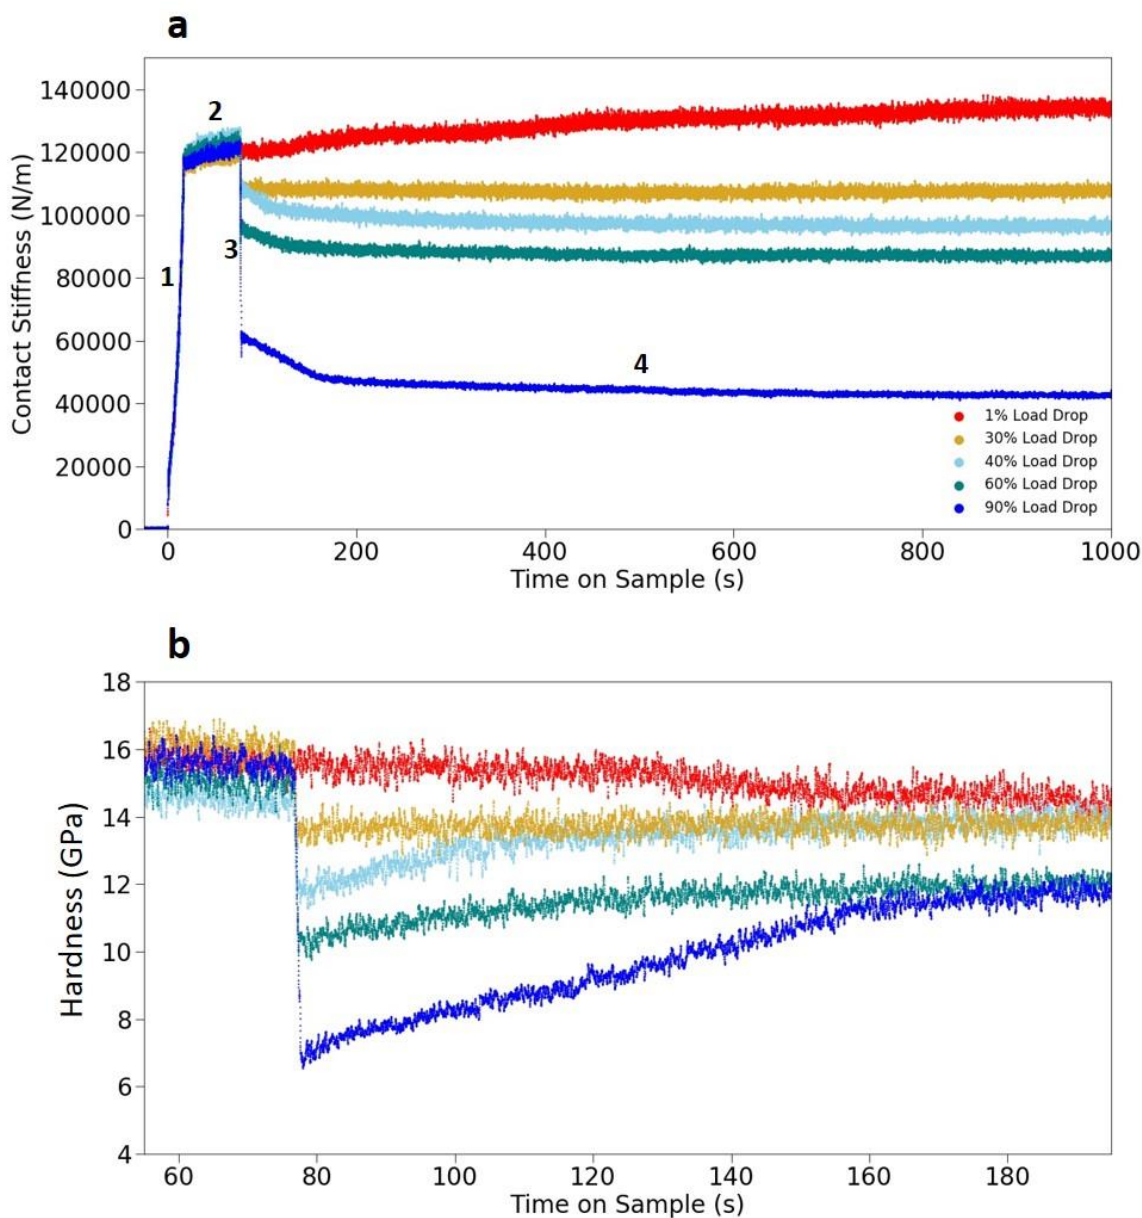 a
140000
120000
100000
80000
60000
40000
20000
0
Contact Stiffness (N/m)
1
2
3
4
1% Load Drop
30% Load Drop
40% Load Drop
60% Load Drop
90% Load Drop
0 200 400 600 800 1000
Time on Sample (s)
b
18
16
14
12
10
8
6
4
Hardness (GPa)
60 80 100 120 140 160 180
Time on Sample (s)